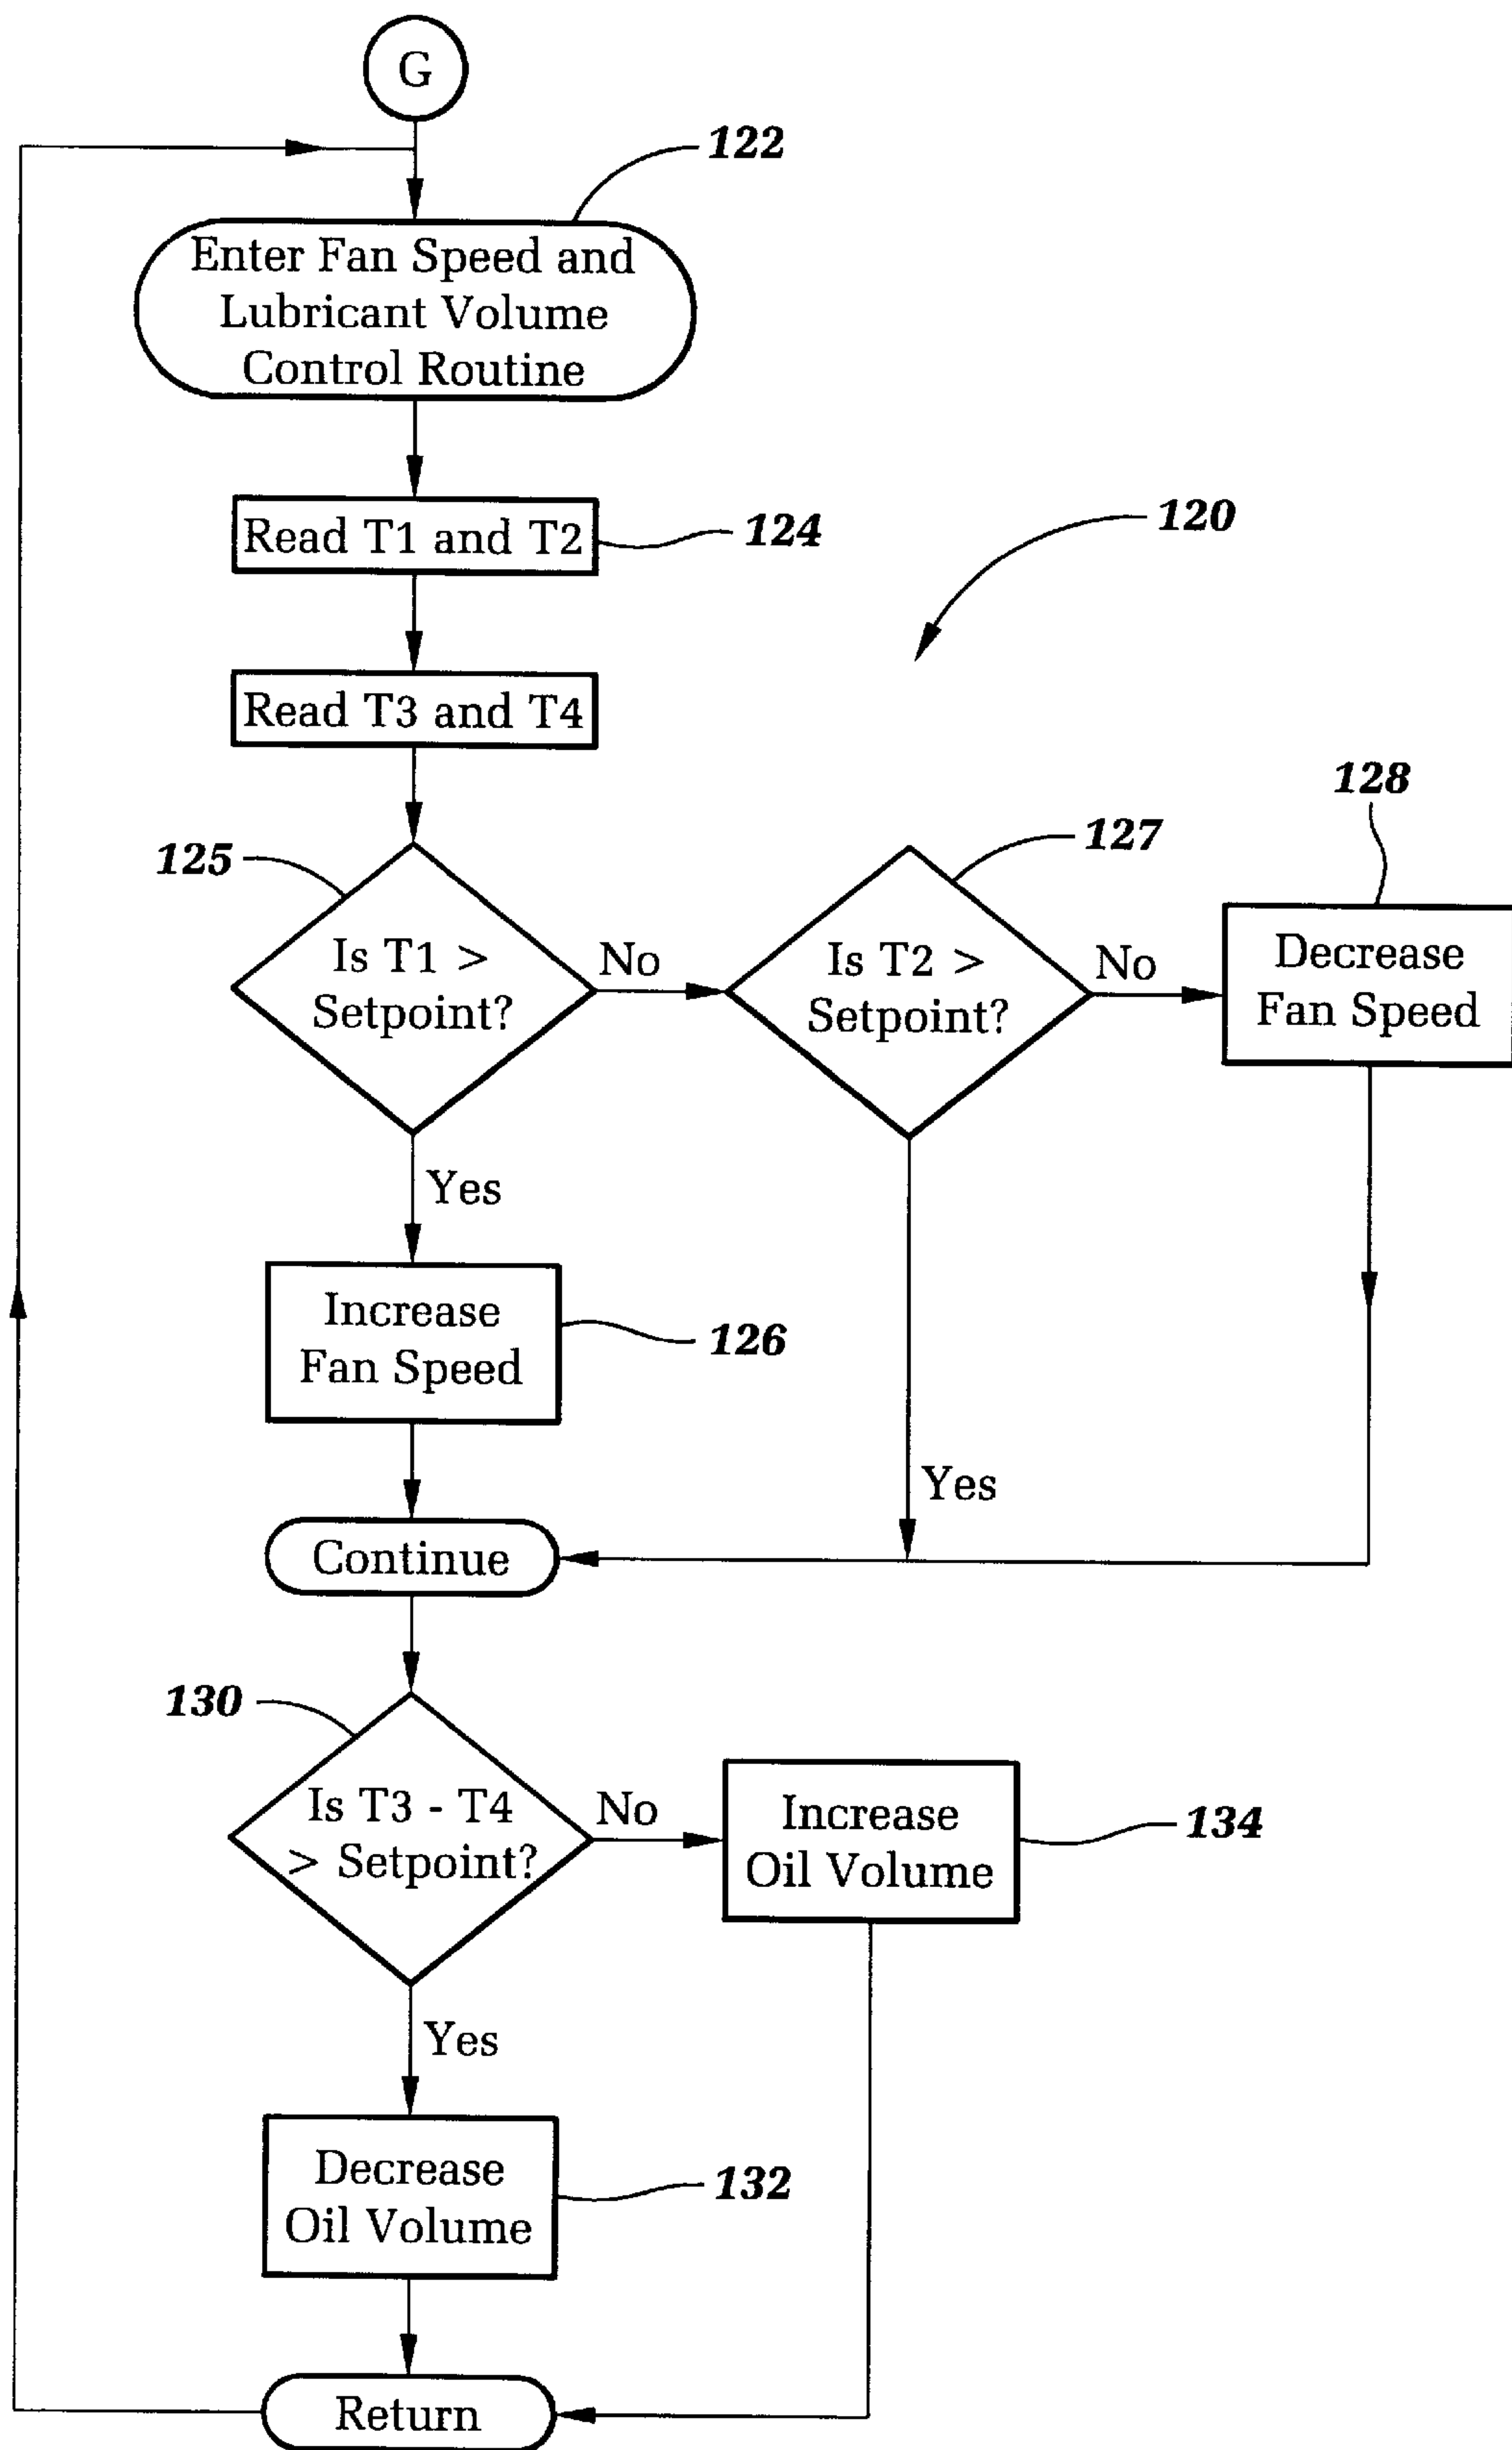 G
122
Enter Fan Speed and
Lubricant Volume
Control Routine
Read T1 and T2
124
120
Read T3 and T4
128
125
127
Is T1 >
Setpoint?
No
Is T2 >
Setpoint?
No
Decrease
Fan Speed
Yes
Increase
Fan Speed
126
Yes
Continue
130
Is T3 - T4
> Setpoint?
No
Increase
Oil Volume
134
Yes
Decrease
Oil Volume
132
Return